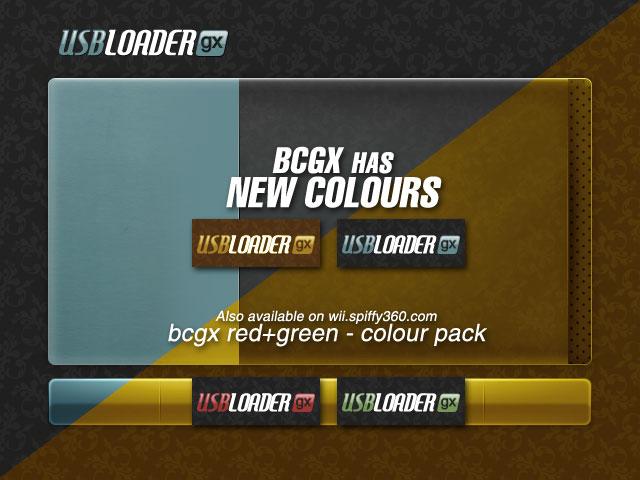 USBLOADER gx
BCGX HAS
NEW COLOURS
USBLOADER gx USBLOADER gx
Also available on wii.spiffy360.com
bcgx red+green - colour pack
USBLOADER gx USBLOADER gx